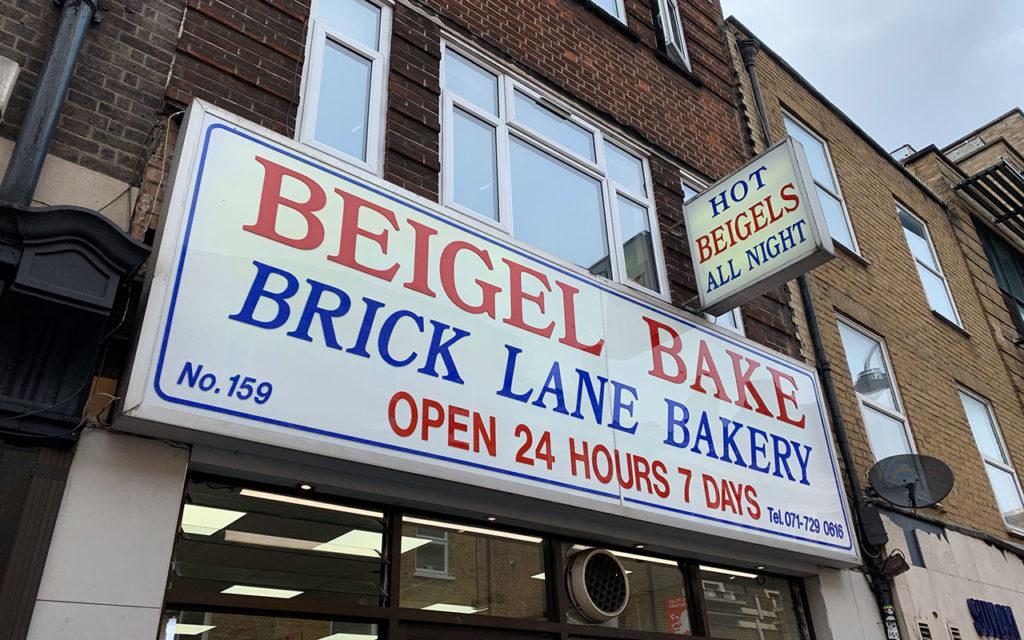 HOT
BEIGELS
ALL NIGHT
BEIGEL BAKE
BRICK LANE BAKERY
No. 159
OPEN 24 HOURS 7 DAYS
Tel. 071-729 0616